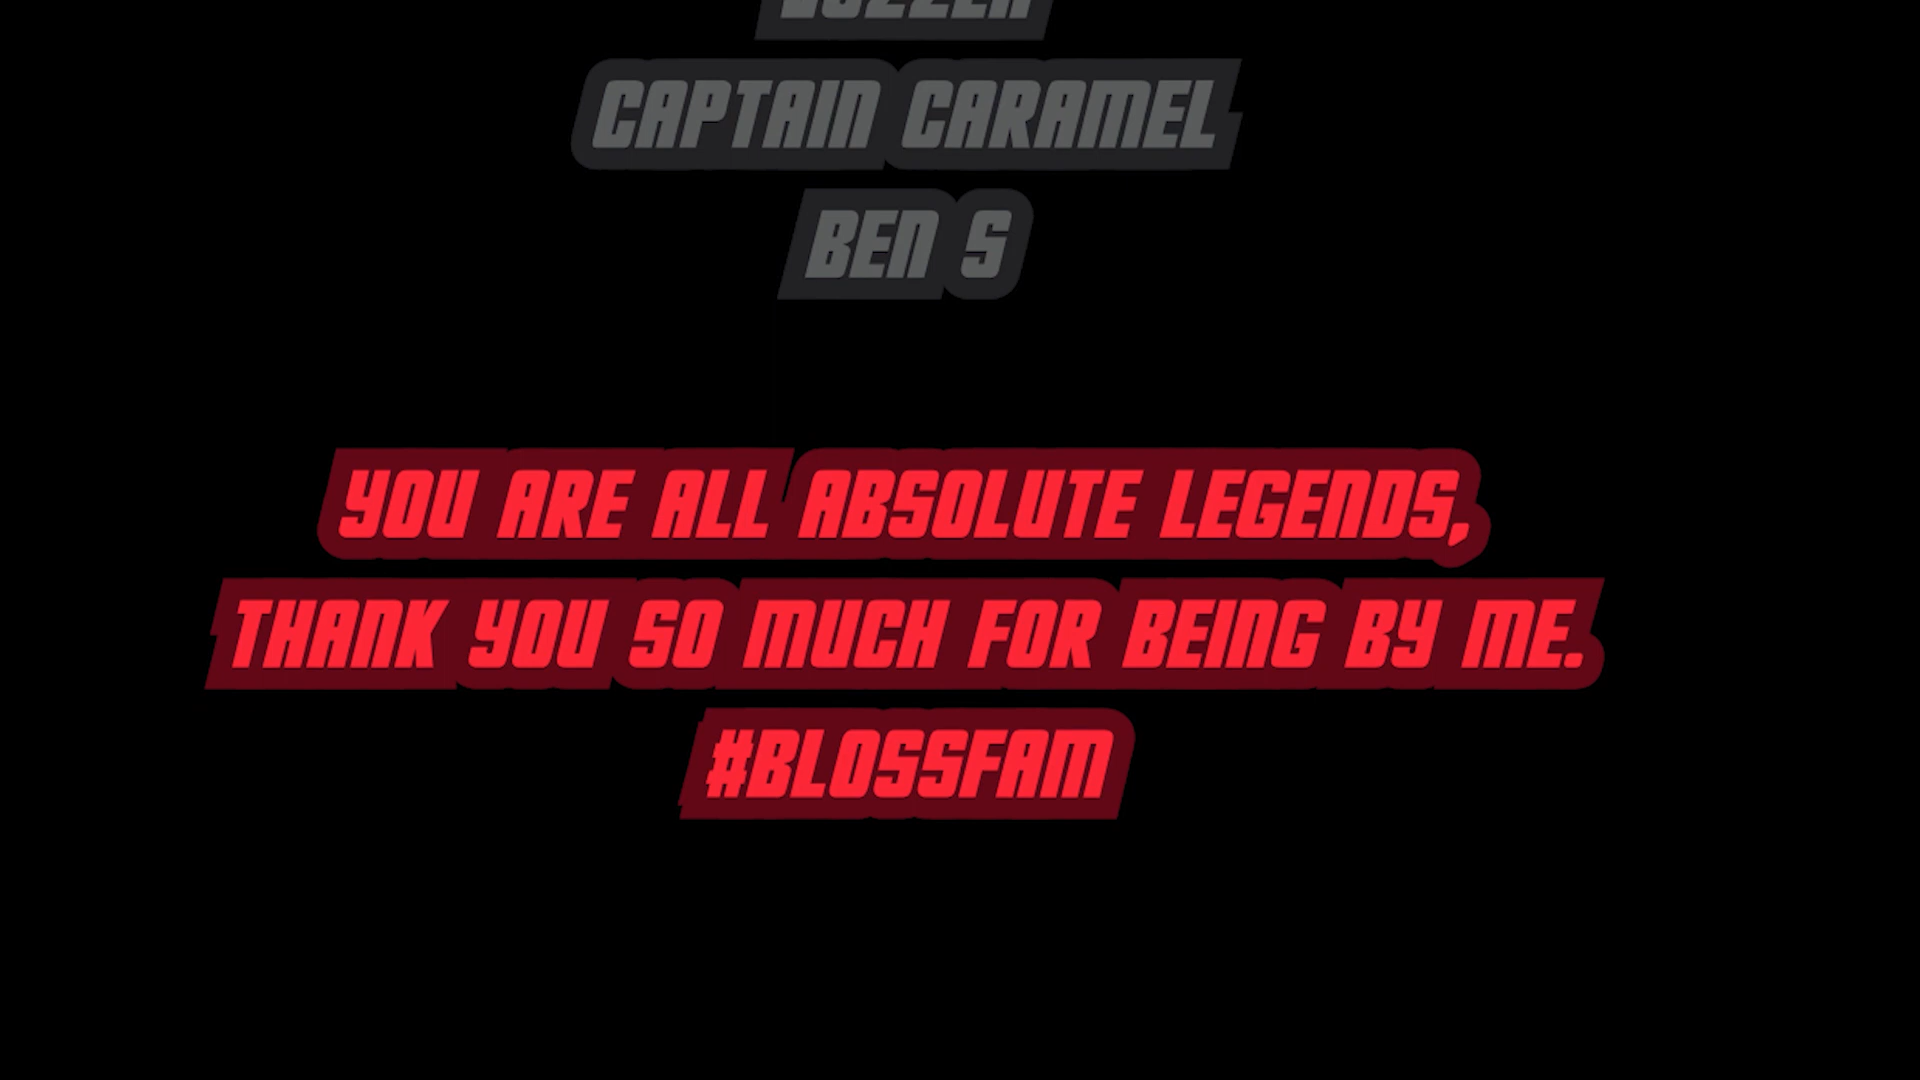 CAPTAIN CARAMEL
BEN S
YOU ARE ALL ABSOLUTE LEGENDS,
THANK YOU SO MUCH FOR BEING BY ME.
#BLOSSFAM